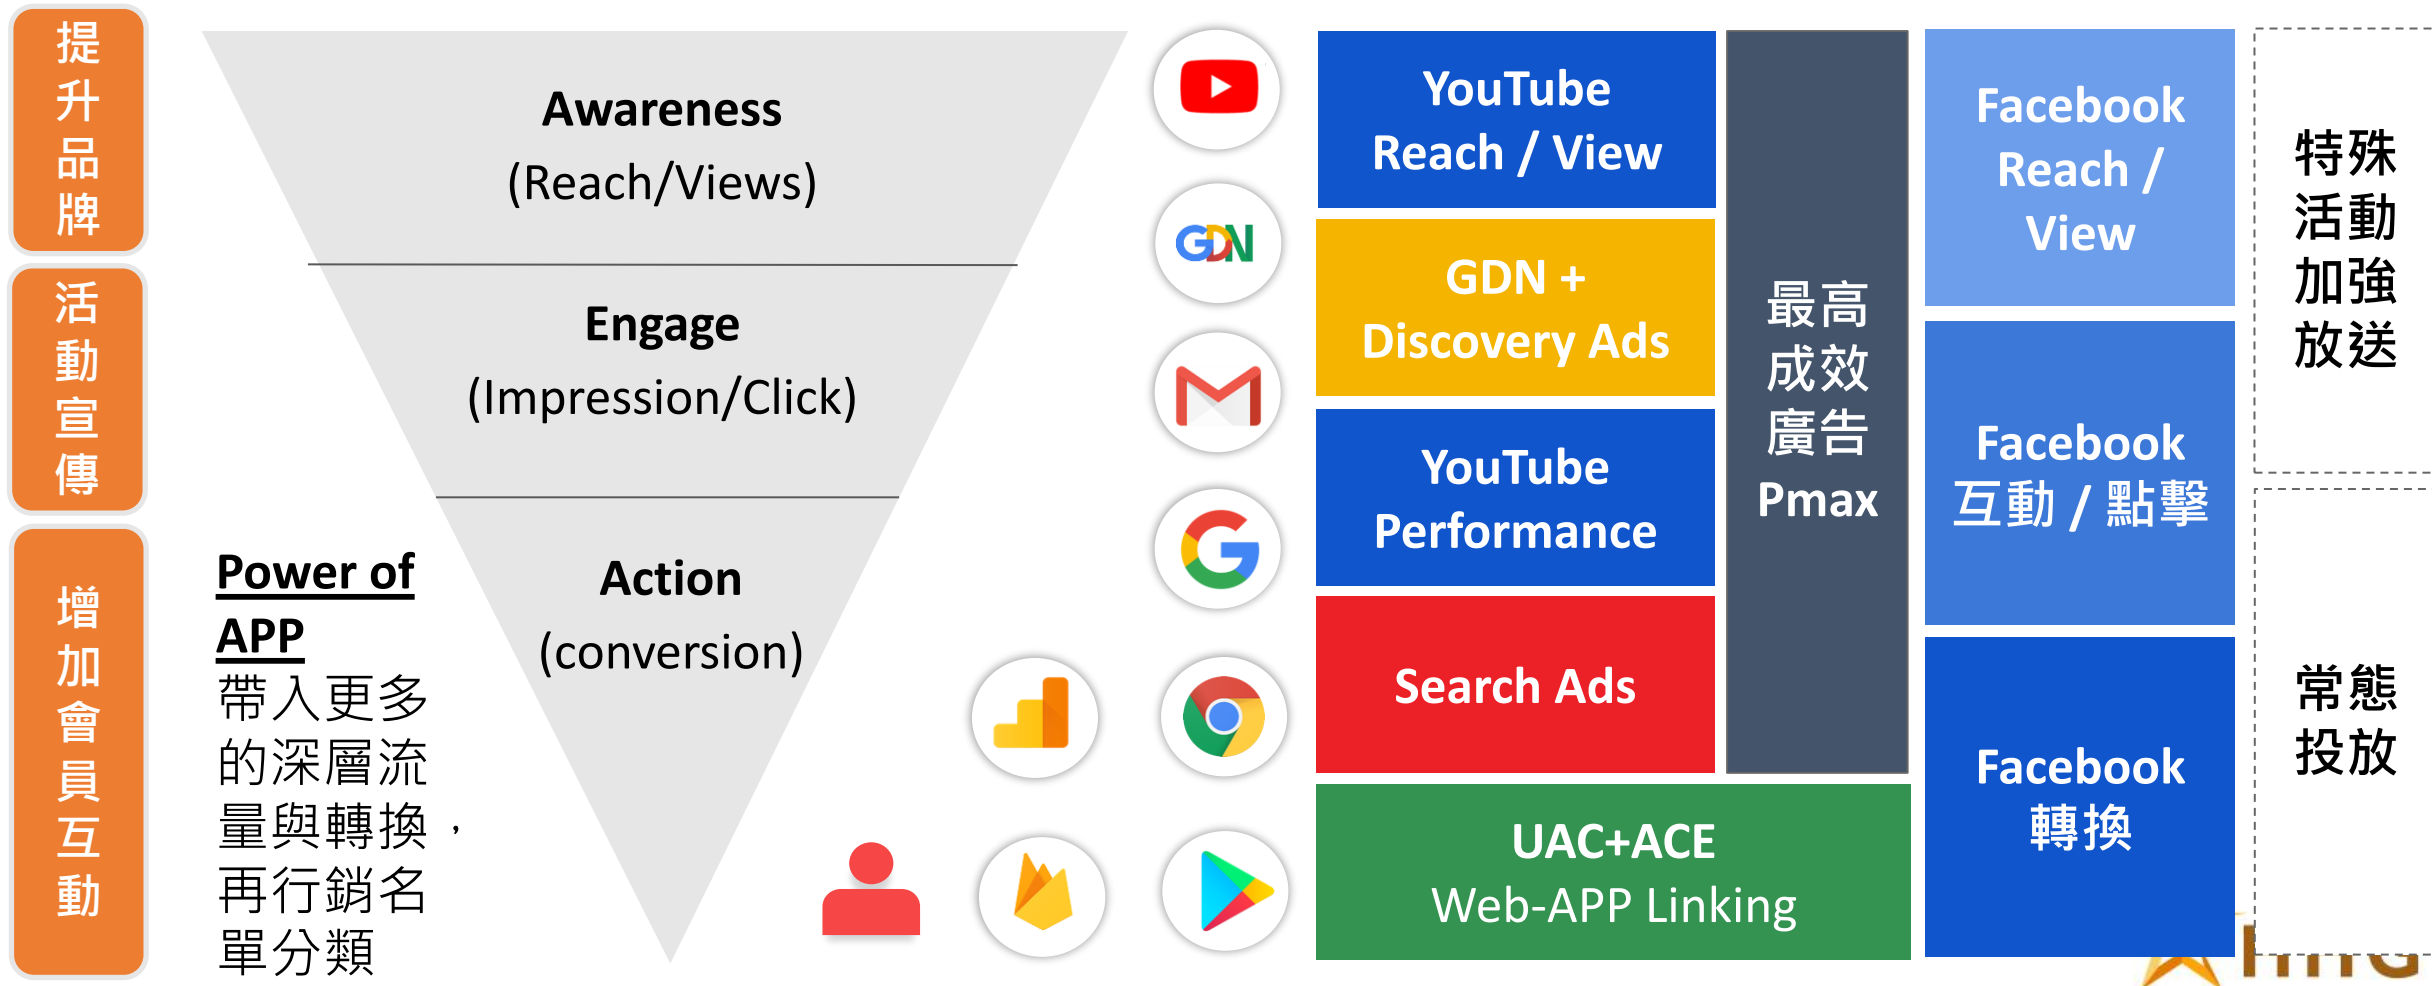 提
升
品
牌
活
動
宣
傳
增
加
會
員
互
動
Awareness
(Reach/Views)
Engage
(Impression/Click)
Action
(conversion)
Power of
APP
帶入更多
的深層流
量與轉換，
再行銷名
單分類
GDN
YouTube
Reach / View
GDN +
Discovery Ads
YouTube
Performance
Search Ads
UAC+ACE
Web-APP Linking
最高
成效
廣告
Pmax
Facebook
Reach /
View
Facebook
互動 / 點擊
Facebook
轉換
特殊
活動
加強
放送
常態
投放